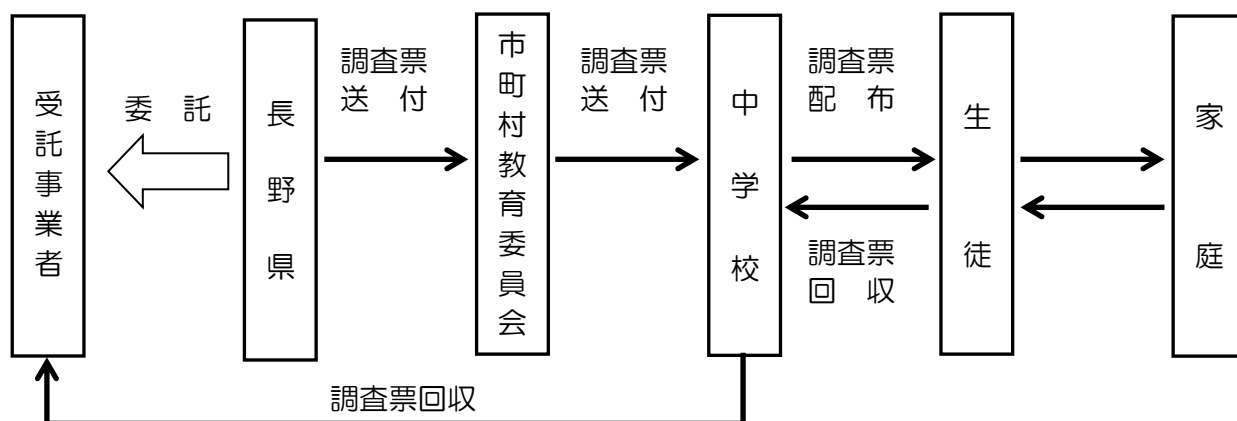 受託事業者
委　託
長野県
調査票
送　付
市町村教育委員会
調査票
送　付
中学校
調査票
配　布
調査票
回　収
生徒
家庭
調査票回収